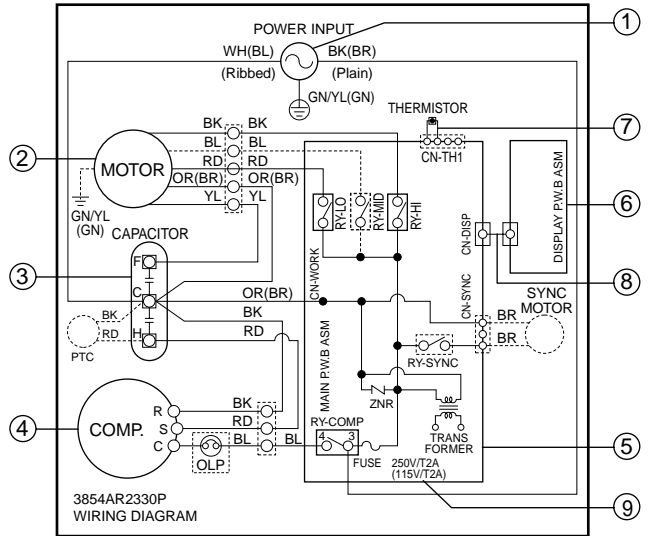 POWER INPUT
1
WH(BL)
BK(BR)
(Ribbed)
(Plain)
GN/YL(GN)
THERMISTOR
7
CN-TH1
BK
BK
BL
BL
RD
RD
OR(BR)
OR(BR)
YL
YL
2
MOTOR
GN/YL
(GN)
RY-LO
RY-MID
RY-HI
CN-DISP
DISPLAY P.W.B ASM
6
8
CAPACITOR
3
F
C
H
BK
RD
PTC
OR(BR)
BK
RD
CN-WORK
CN-SYNC
SYNC
MOTOR
BR
BR
RY-SYNC
MAIN P.W.B ASM
ZNR
TRANS
FORMER
4
COMP.
R
S
C
BK
RD
BL
BL
OLP
RY-COMP
4
3
FUSE
250V/T2A
(115V/T2A)
5
9
3854AR2330P
WIRING DIAGRAM